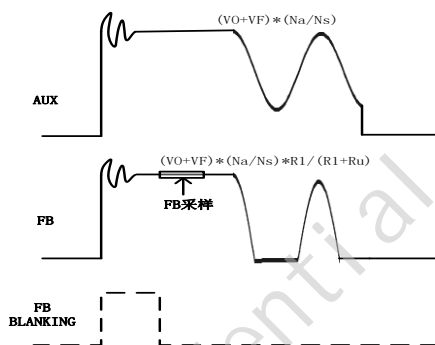 (VO+VF)*(Na/Ns)
AUX
(VO+VF)*(Na/Ns)*R1/(R1+Ru)
FB采样
FB
FB
BLANKING
ential